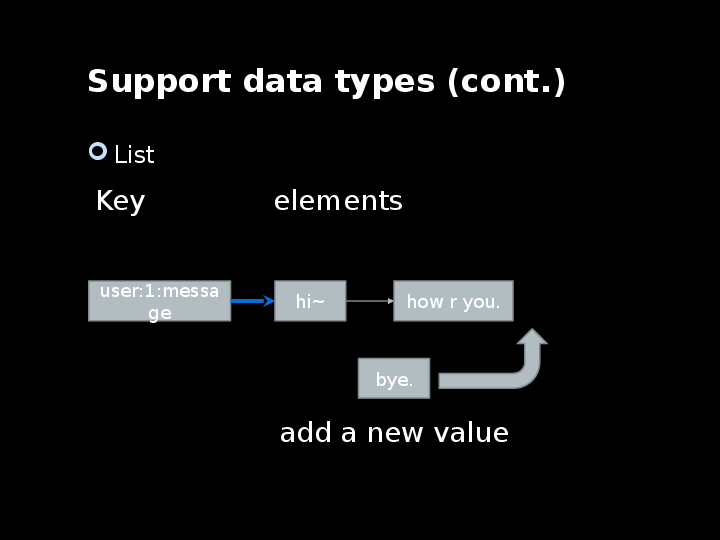 Support data types (cont.)
List
Key elements
user:1:messa
ge
hi~
how r you.
bye.
add a new value